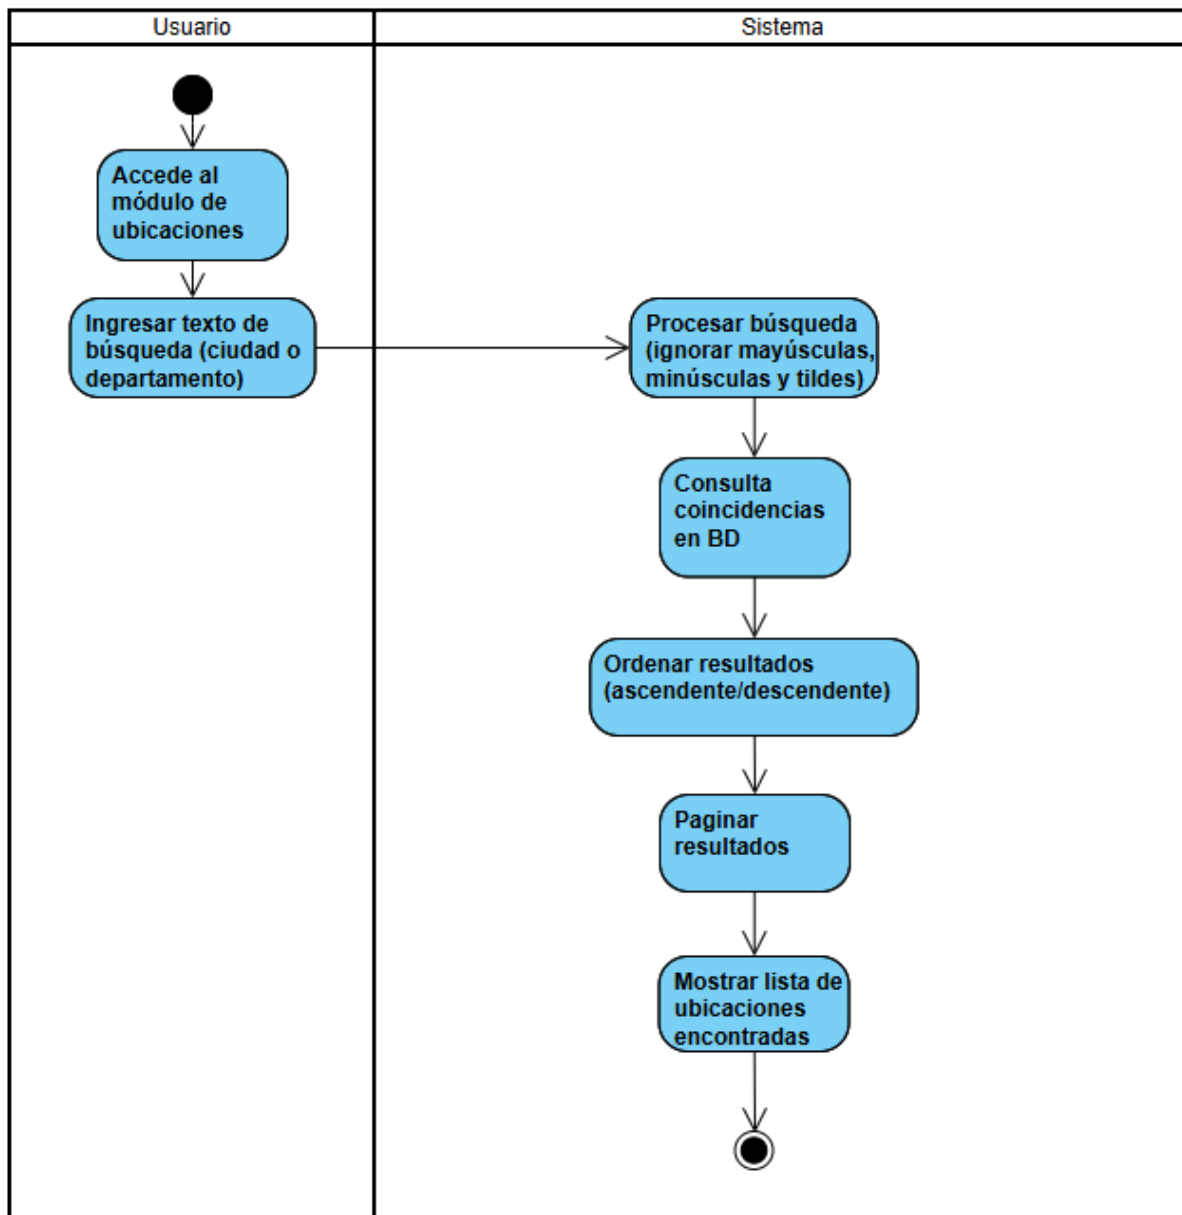 Usuario
Sistema
Accede al
módulo de
ubicaciones
Ingresar texto de
búsqueda (ciudad o
departamento)
Procesar búsqueda
(ignorar mayúsculas,
minúsculas y tildes)
Consulta
coincidencias
en BD
Ordenar resultados
(ascendente/descendente)
Paginar
resultados
Mostrar lista de
ubicaciones
encontradas